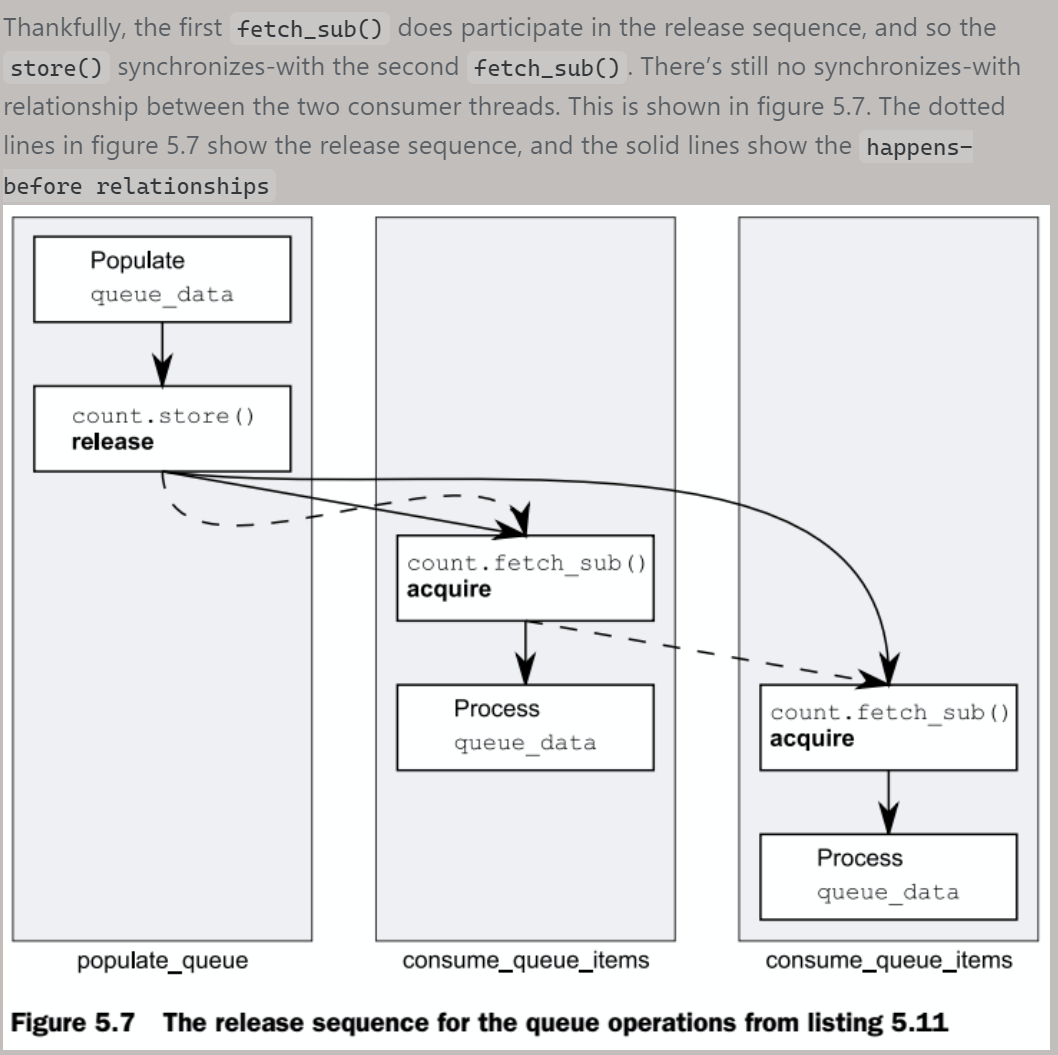 Thankfully, the first fetch_sub() does participate in the release sequence, and so the
store() synchronizes-with the second fetch_sub(). There’s still no synchronizes-with
relationship between the two consumer threads. This is shown in figure 5.7. The dotted
lines in figure 5.7 show the release sequence, and the solid lines show the happens-
before relationships
Populate
queue_data
count.store()
release
count.fetch_sub()
acquire
Process
queue_data
count.fetch_sub()
acquire
Process
queue_data
populate_queue
consume_queue_items
consume_queue_items
Figure 5.7 The release sequence for the queue operations from listing 5.11